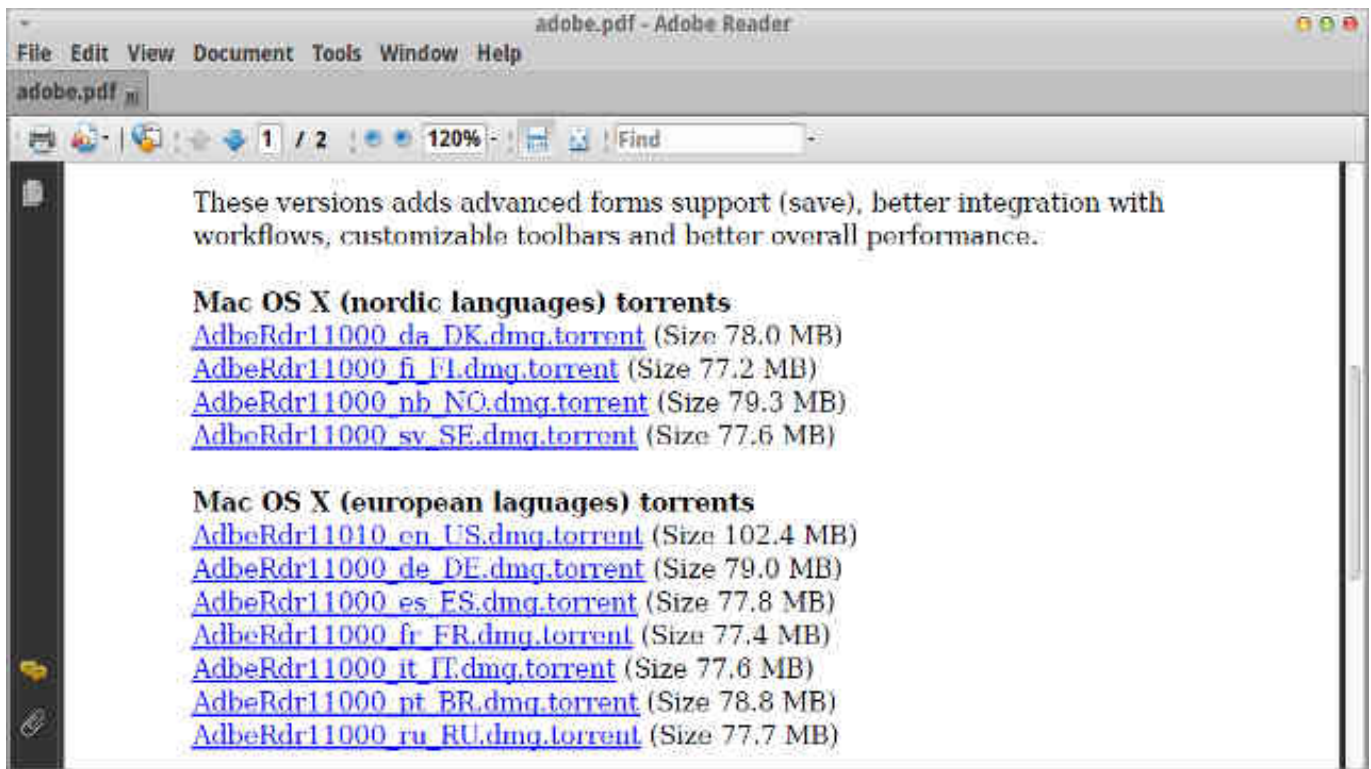 adobe.pdf - Adobe Reader
File Edit View Document Tools Window Help
adobe.pdf
1 / 2 120% Find
These versions adds advanced forms support (save), better integration with
workflows, customizable toolbars and better overall performance.
Mac OS X (nordic languages) torrents
AdbeRdr11000_da_DK.dmg.torrent (Size 78.0 MB)
AdbeRdr11000_fi_FI.dmg.torrent (Size 77.2 MB)
AdbeRdr11000_nb_NO.dmg.torrent (Size 79.3 MB)
AdbeRdr11000_sv_SE.dmg.torrent (Size 77.6 MB)
Mac OS X (european laguages) torrents
AdbeRdr11010_en_US.dmg.torrent (Size 102.4 MB)
AdbeRdr11000_de_DE.dmg.torrent (Size 79.0 MB)
AdbeRdr11000_es_ES.dmg.torrent (Size 77.8 MB)
AdbeRdr11000_fr_FR.dmg.torrent (Size 77.4 MB)
AdbeRdr11000_it_IT.dmg.torrent (Size 77.6 MB)
AdbeRdr11000_pt_BR.dmg.torrent (Size 78.8 MB)
AdbeRdr11000_ru_RU.dmg.torrent (Size 77.7 MB)